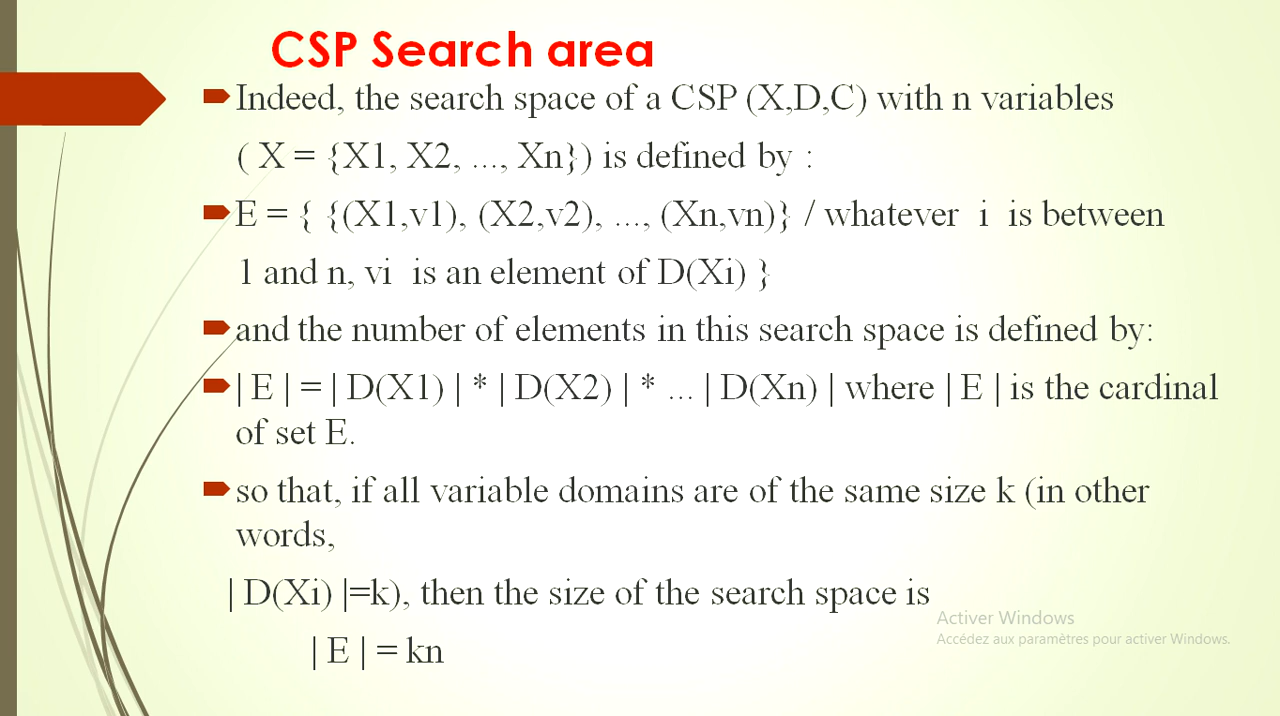 CSP Search area
Indeed, the search space of a CSP (X,D,C) with n variables
( X = {X1, X2, ..., Xn}) is defined by :
E = { {(X1,v1), (X2,v2), ..., (Xn,vn)} / whatever i is between
1 and n, vi is an element of D(Xi) }
and the number of elements in this search space is defined by:
| E | = | D(X1) | * | D(X2) | * ... | D(Xn) | where | E | is the cardinal
of set E.
so that, if all variable domains are of the same size k (in other
words,
| D(Xi) |=k), then the size of the search space is
| E | = kn
Activer Windows
Accédez aux paramètres pour activer Windows.